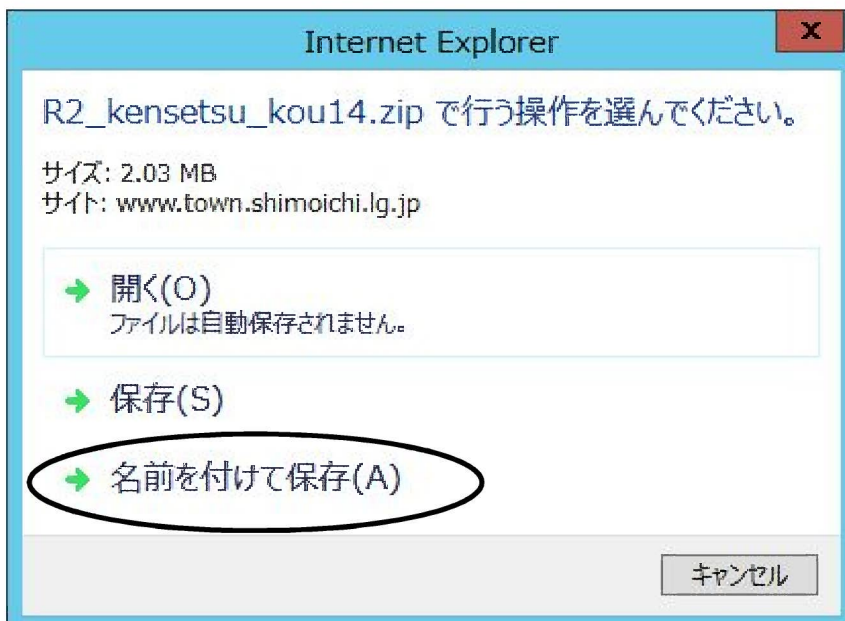 Internet Explorer
x
R2_kensetsu_kou14.zip で行う操作を選んでください。
サイズ: 2.03 MB
サイト: www.town.shimoichi.lg.jp
開く(O)
ファイルは自動保存されません。
保存(S)
名前を付けて保存(A)
キャンセル